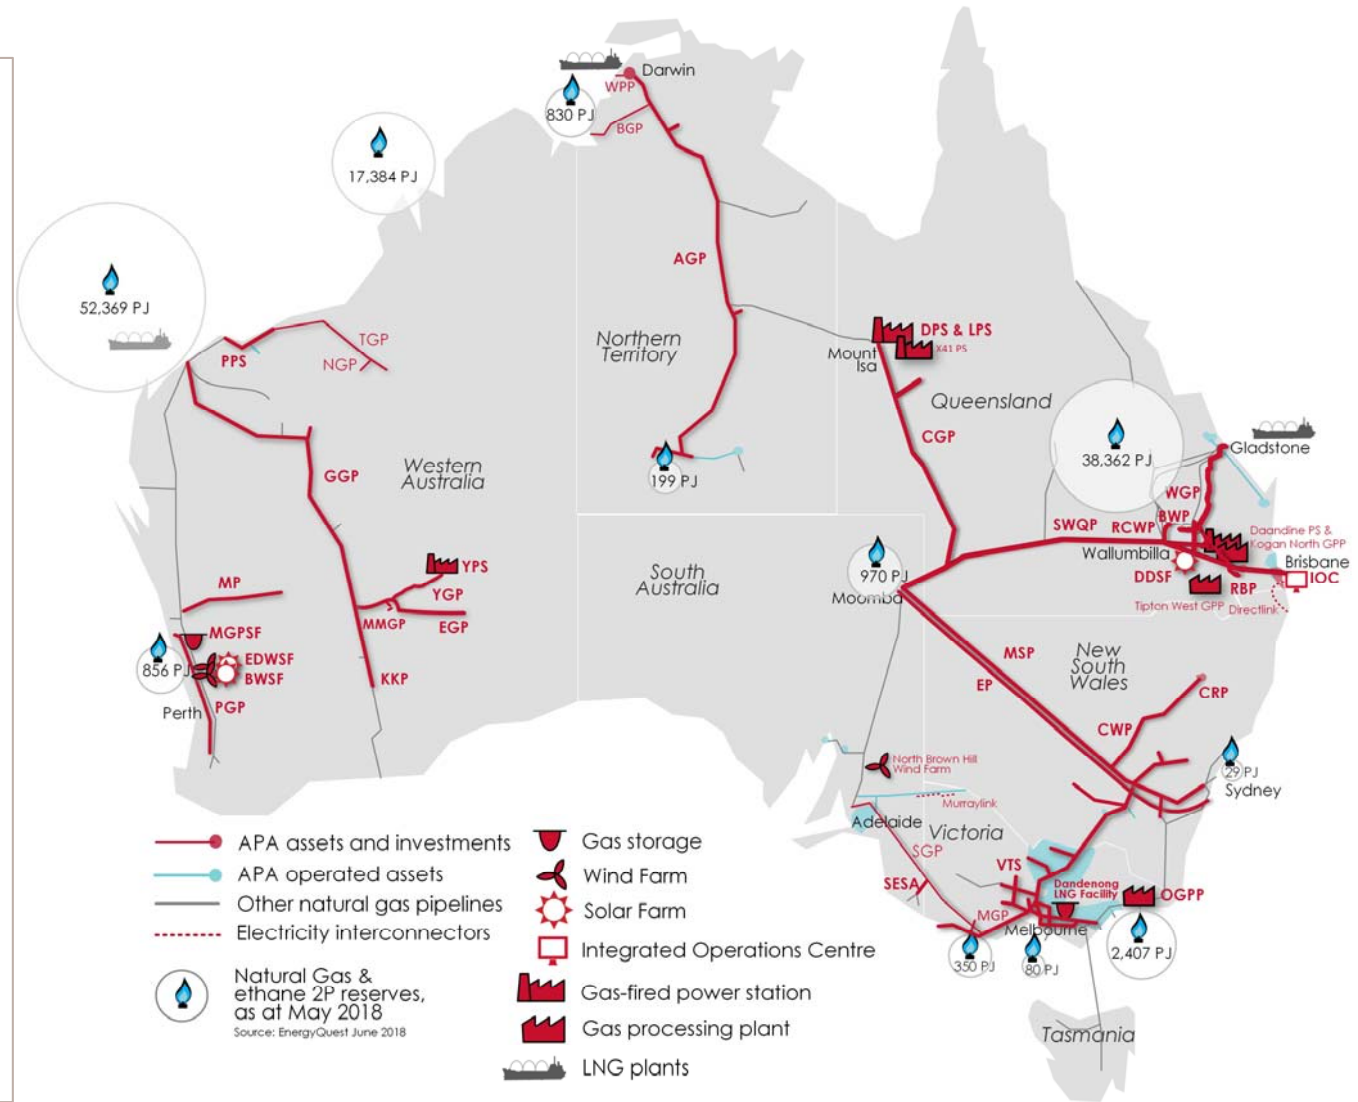 Darwin
WPP
830 PJ
BGP
17,384 PJ
AGP
52,369 PJ
TGP
PPS
NGP
Northern
Territory
DPS & LPS
X41 PS
Mount
Isa
Queensland
CGP
38,362 PJ
Gladstone
Western
Australia
GGP
199 PJ
WGP
BWP
SWQP
RCWP
Daandine PS &
Kogan North GPP
Wallumbilla
Brisbane
DDSF
IOC
RBP
Tipton West GPP
Directlink
South
Australia
970 PJ
Moomba
YPS
YGP
MP
MMGP
EGP
MGPSF
EDWSF
BWSF
856 PJ
KKP
PGP
Perth
MSP
EP
New
South
Wales
CRP
CWP
29 PJ
Sydney
North Brown Hill
Wind Farm
Murraylink
Adelaide
Victoria
SGP
SESA
VTS
Dandenong
LNG Facility
OGPP
MGP
Melbourne
350 PJ
80 PJ
2,407 PJ
Tasmania
APA assets and investments
APA operated assets
Other natural gas pipelines
Electricity interconnectors
Natural Gas &
ethane 2P reserves,
as at May 2018
Source: EnergyQuest June 2018
Gas storage
Wind Farm
Solar Farm
Integrated Operations Centre
Gas-fired power station
Gas processing plant
LNG plants